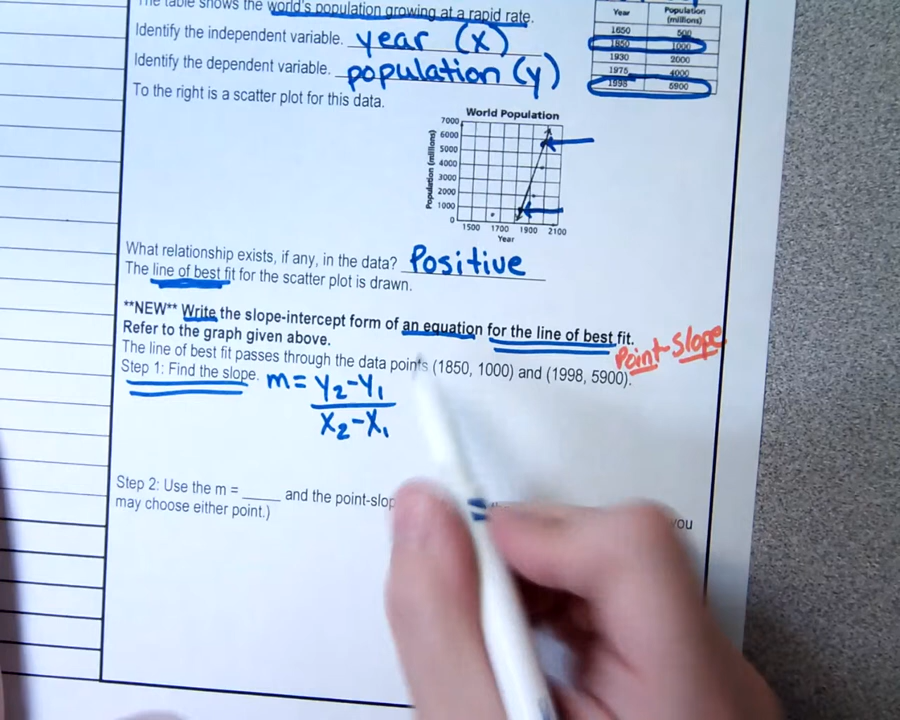 The table shows the world's population growing at a rapid rate.
Identify the independent variable. year (x)
Identify the dependent variable. population (y)
To the right is a scatter plot for this data.
Year Population (millions)
1650 500
1850 1000
1930 2000
1975 4000
1998 5900
World Population
Population (millions)
7000
6000
5000
4000
3000
2000
1000
0
1500 1700 1900 2100
Year
What relationship exists, if any, in the data? Positive
The line of best fit for the scatter plot is drawn.
**NEW** Write the slope-intercept form of an equation for the line of best fit.
Refer to the graph given above.
Point-Slope
The line of best fit passes through the data points (1850, 1000) and (1998, 5900).
Step 1: Find the slope. m = y2-y1
x2-x1
Step 2: Use the m = _____ and the point-slop
you
may choose either point.)